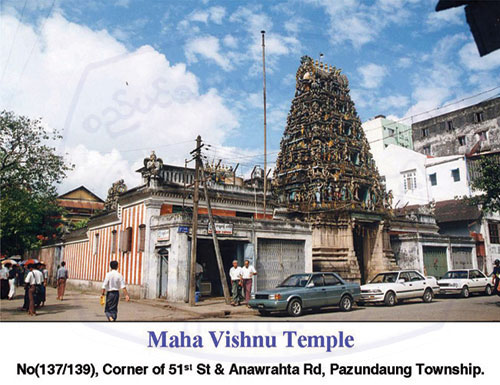 Maha Vishnu Temple
No(137/139), Corner of 51st St & Anawrahta Rd, Pazundaung Township.